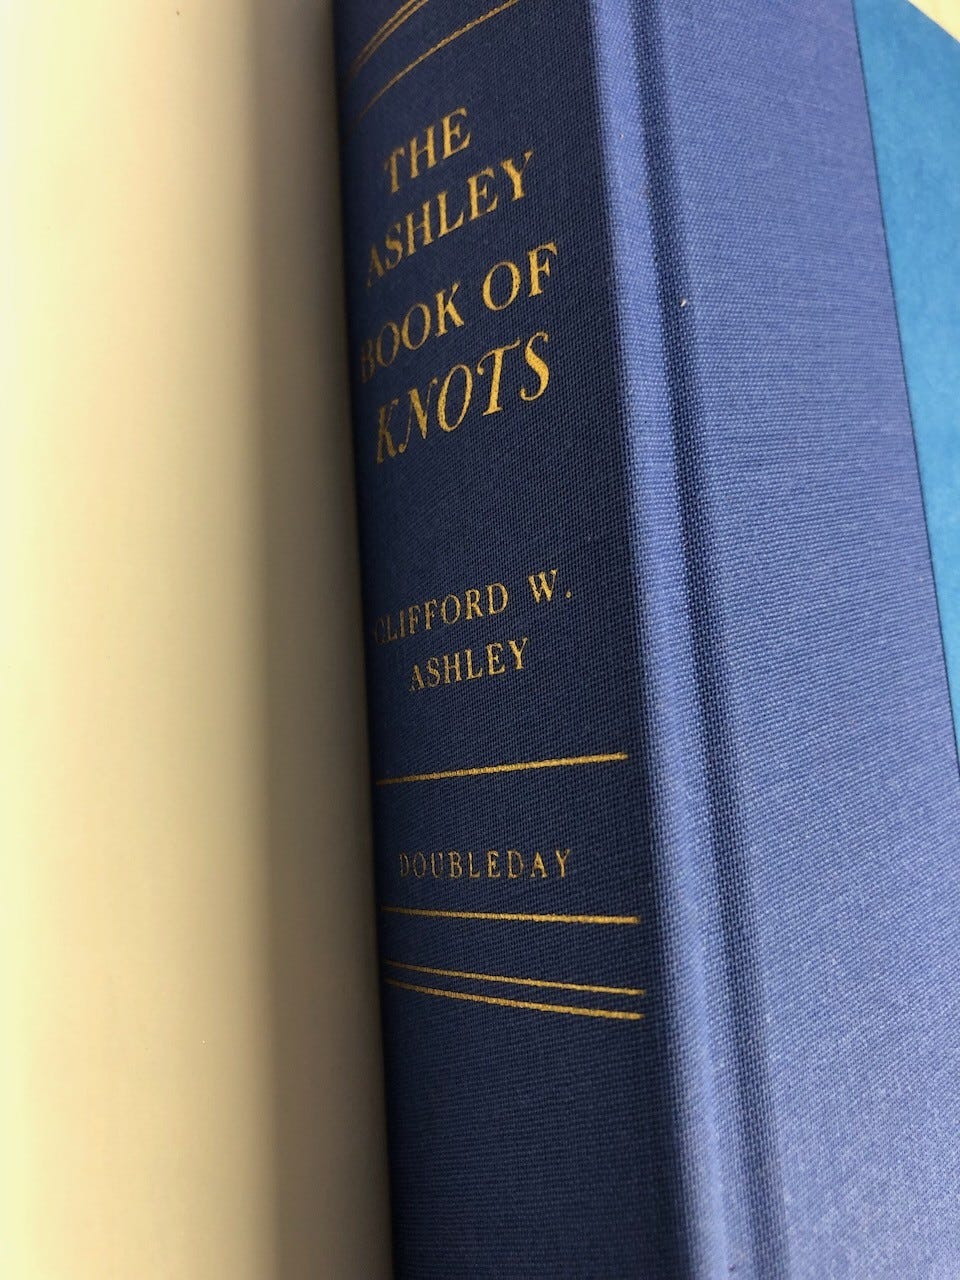 THE
ASHLEY
BOOK OF
KNOTS
CLIFFORD W.
ASHLEY
DOUBLEDAY